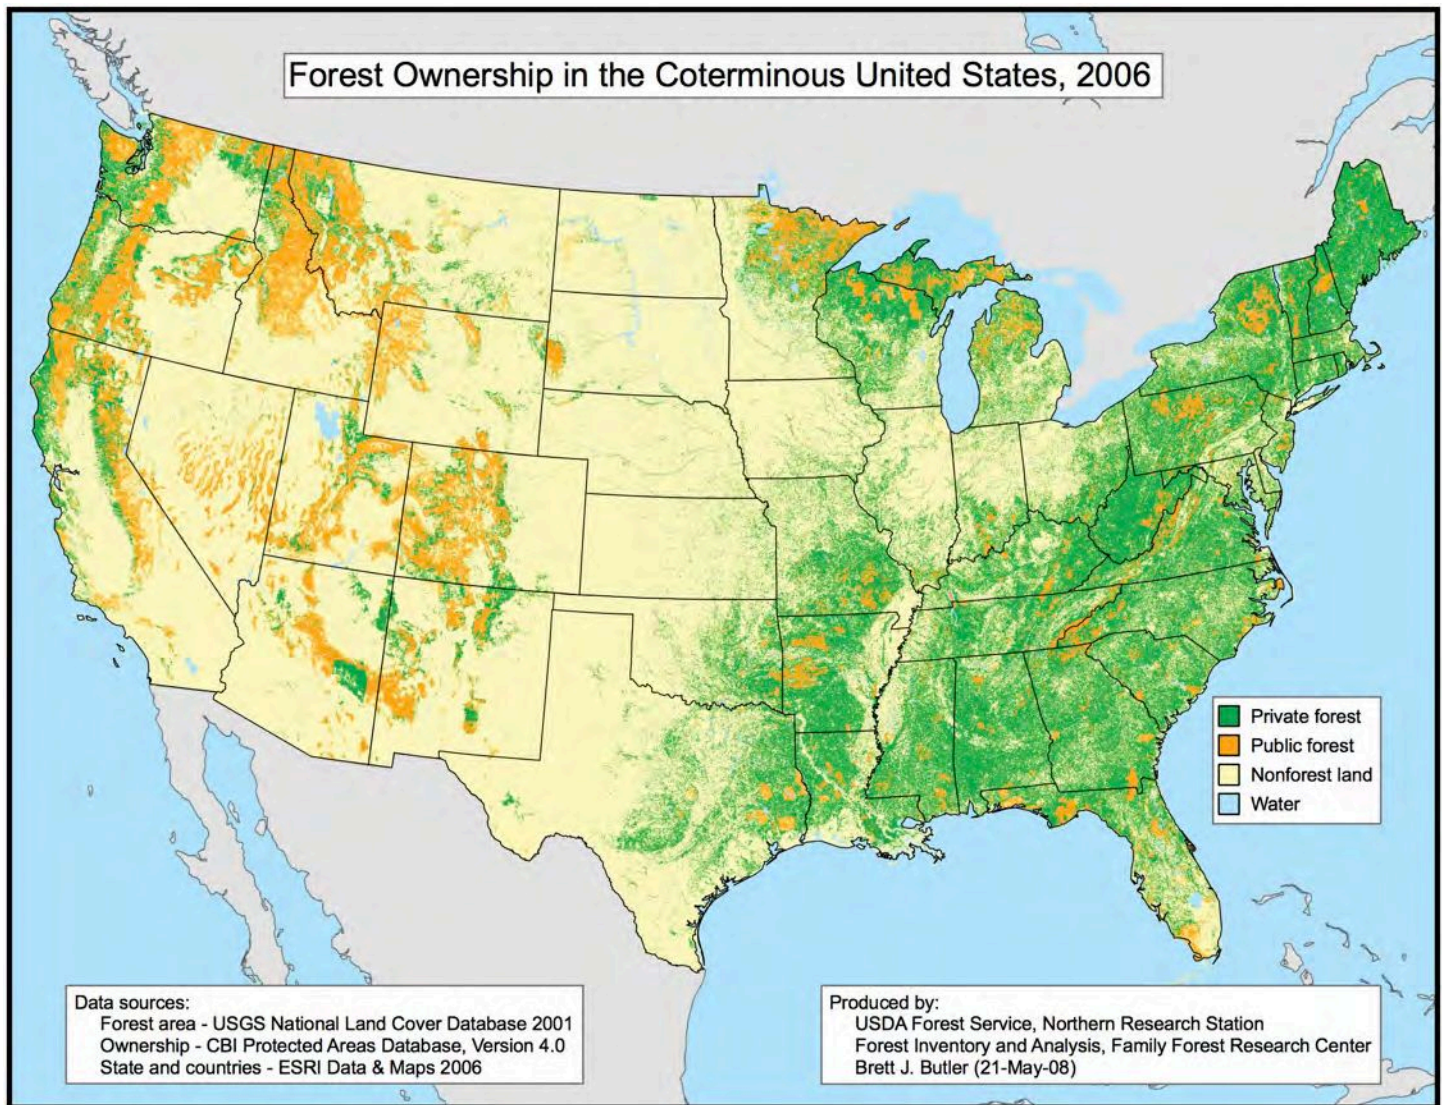 Forest Ownership in the Coterminous United States, 2006
Private forest
Public forest
Nonforest land
Water
Data sources:
Forest area - USGS National Land Cover Database 2001
Ownership - CBI Protected Areas Database, Version 4.0
State and countries - ESRI Data & Maps 2006
Produced by:
USDA Forest Service, Northern Research Station
Forest Inventory and Analysis, Family Forest Research Center
Brett J. Butler (21-May-08)